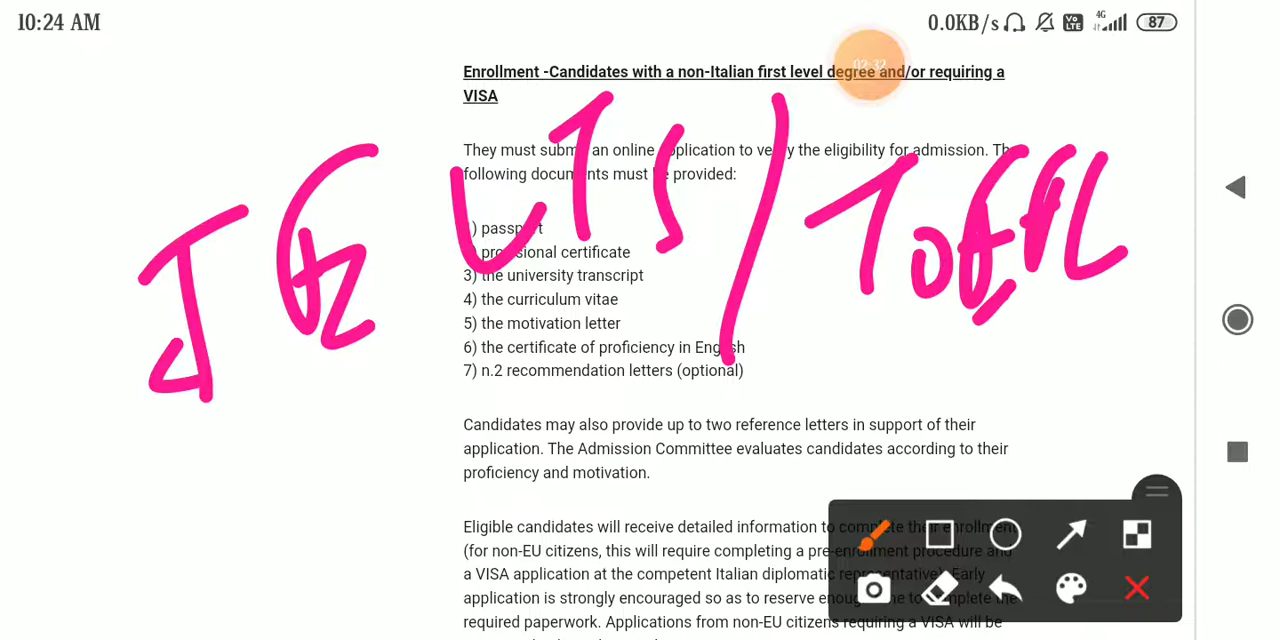 10:24 AM 0.0KB/s Vo LTE 4G 87
02:32
Enrollment -Candidates with a non-Italian first level degree and/or requiring a
VISA
They must submit an online application to verify the eligibility for admission. The
following documents must be provided:
1) passport
2) provisional certificate
3) the university transcript
4) the curriculum vitae
5) the motivation letter
6) the certificate of proficiency in English
7) n.2 recommendation letters (optional)
IELTS/TOEFL
Candidates may also provide up to two reference letters in support of their
application. The Admission Committee evaluates candidates according to their
proficiency and motivation.
Eligible candidates will receive detailed information to complete their enrollment
(for non-EU citizens, this will require completing a pre-enrollment procedure and
a VISA application at the competent Italian diplomatic representative). Early
application is strongly encouraged so as to reserve enough time to complete the
required paperwork. Applications from non-EU citizens requiring a VISA will be